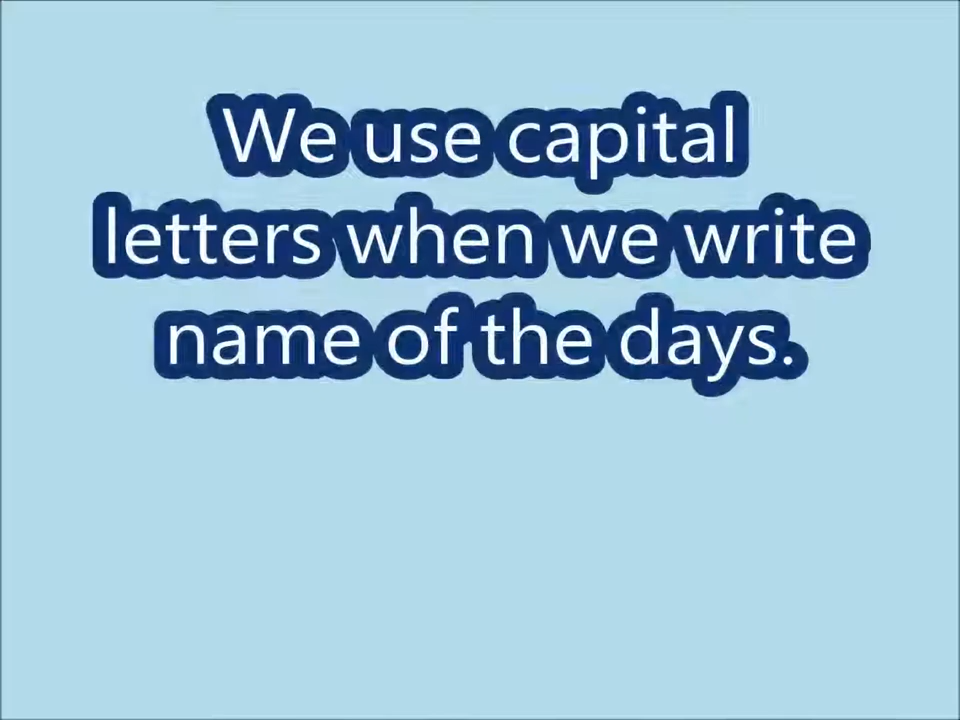 We use capital
letters when we write
name of the days.